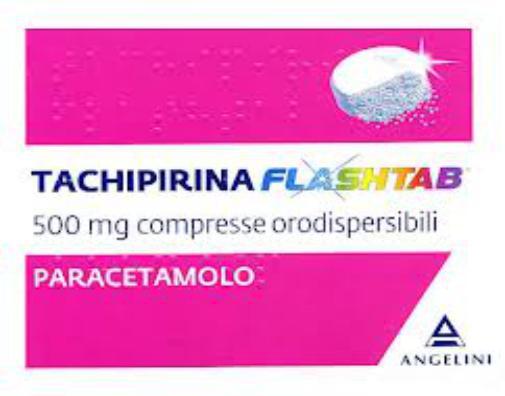 TACHIPIRINA FLASHTAB
500 mg compresse orodispersibili
PARACETAMOLO
ANGELINI